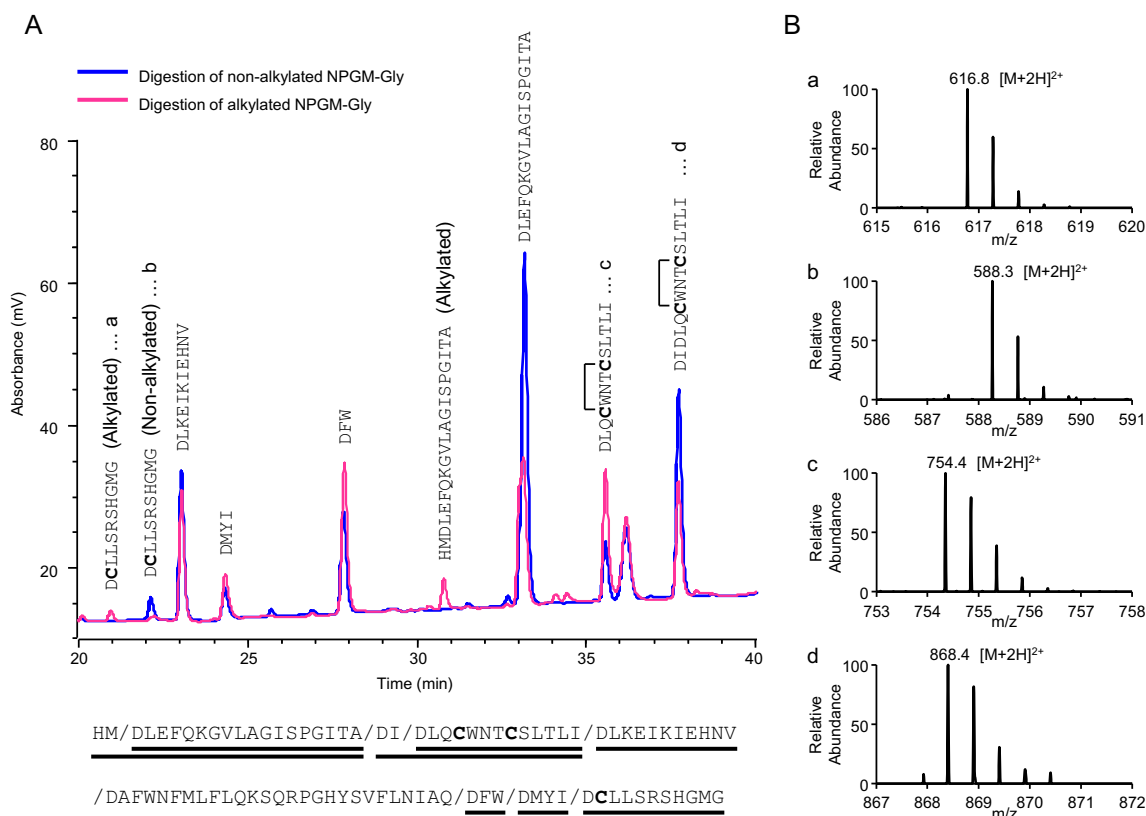 A
Digestion of non-alkylated NPGM-Gly
Digestion of alkylated NPGM-Gly
Absorbance (mV)
80
60
40
20
20
25
30
35
40
Time (min)
DCLLSRSHGMG (Alkylated) ... a
DCLLSRSHGMG (Non-alkylated) ... b
DLKEIKIEHNV
DMYI
DFW
HMDLEFQKGVLAGISPGITA (Alkylated)
DLEFQKGVLAGISPGITA
DLQCWNTCSLTLI ... c
DIDLQCWNTCSLTLI ... d
HM/DLEFQKGVLAGISPGITA/DI/DLQCWNTCSLTLI/DLKEIKIEHNV
/DAFWNFMLFLQKSQRPGHYSVFLNIAQ/DFW/DMYI/DCLLSRSHGMG
B
a
616.8 [M+2H]2+
Relative
Abundance
100
50
0
615 616 617 618 619 620
m/z
b
588.3 [M+2H]2+
Relative
Abundance
100
50
0
586 587 588 589 590 591
m/z
c
754.4 [M+2H]2+
Relative
Abundance
100
50
0
753 754 755 756 757 758
m/z
d
868.4 [M+2H]2+
Relative
Abundance
100
50
0
867 868 869 870 871 872
m/z